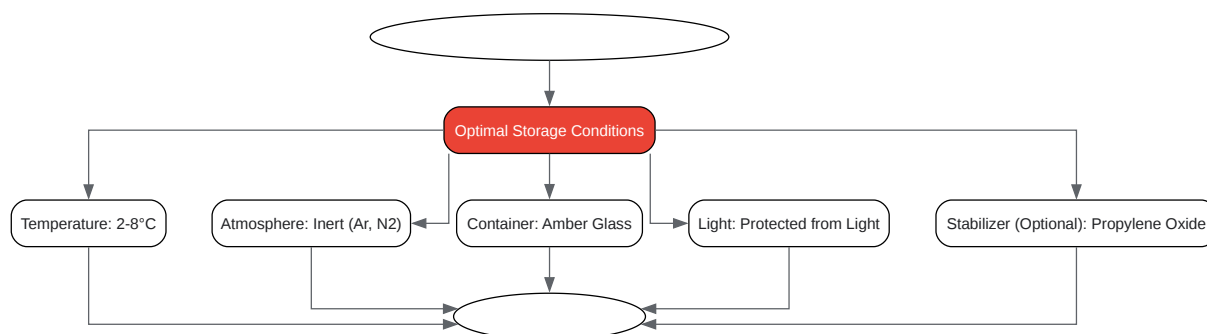 Optimal Storage Conditions
Temperature: 2-8°C
Atmosphere: Inert (Ar, N2)
Container: Amber Glass
Light: Protected from Light
Stabilizer (Optional): Propylene Oxide